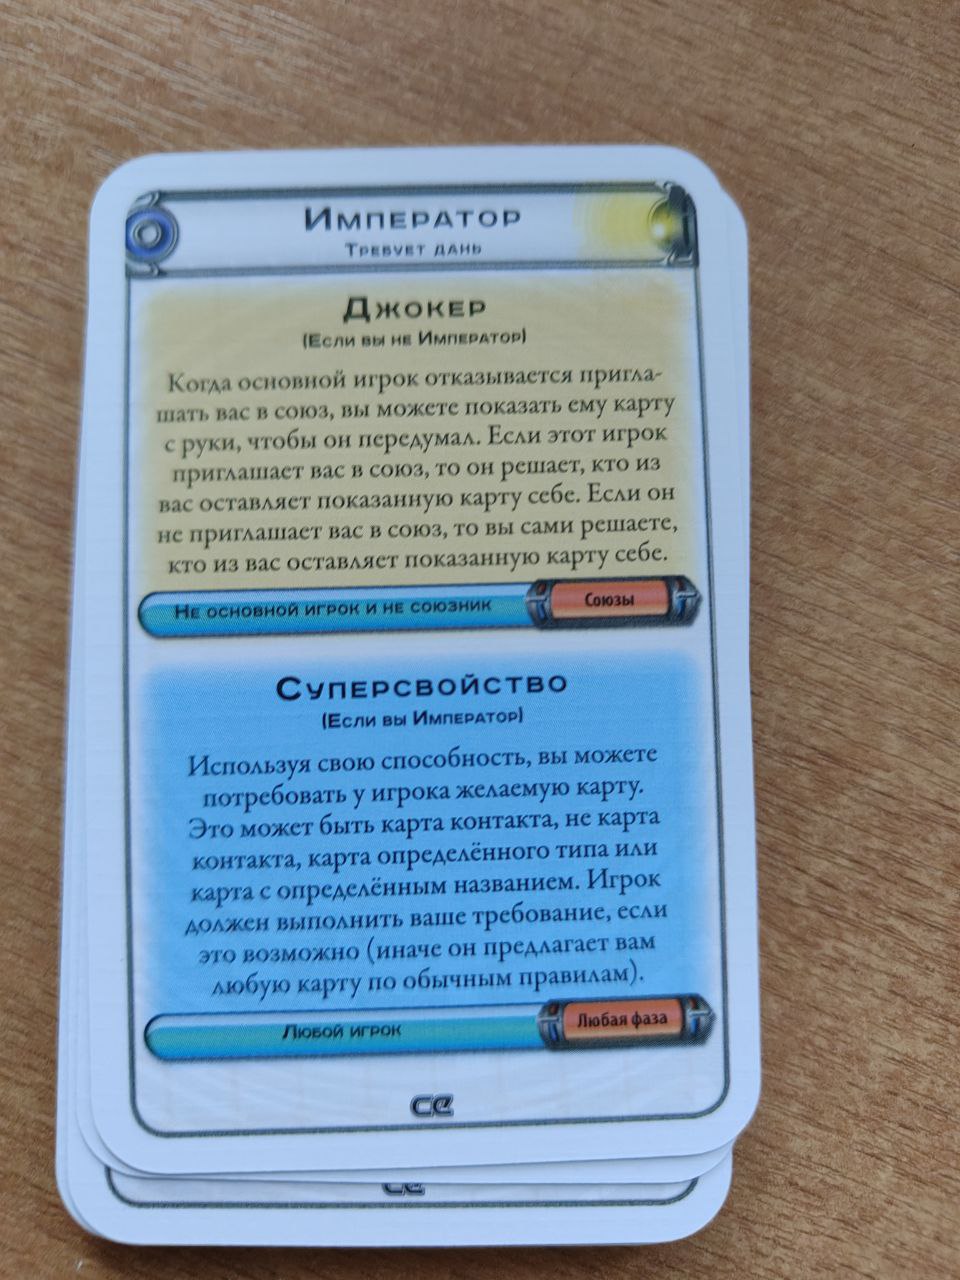 Император
Требует дань
Джокер
(Если вы не Император)
Когда основной игрок отказывается пригла-
шать вас в союз, вы можете показать ему карту
с руки, чтобы он передумал. Если этот игрок
приглашает вас в союз, то он решает, кто из
вас оставляет показанную карту себе. Если он
не приглашает вас в союз, то вы сами решаете,
кто из вас оставляет показанную карту себе.
Не основной игрок и не союзник
Союзы
Суперсвойство
(Если вы Император)
Используя свою способность, вы можете
потребовать у игрока желаемую карту.
Это может быть карта контакта, не карта
контакта, карта определённого типа или
карта с определённым названием. Игрок
должен выполнить ваше требование, если
это возможно (иначе он предлагает вам
любую карту по обычным правилам).
Любой игрок
Любая фаза
ce
ce